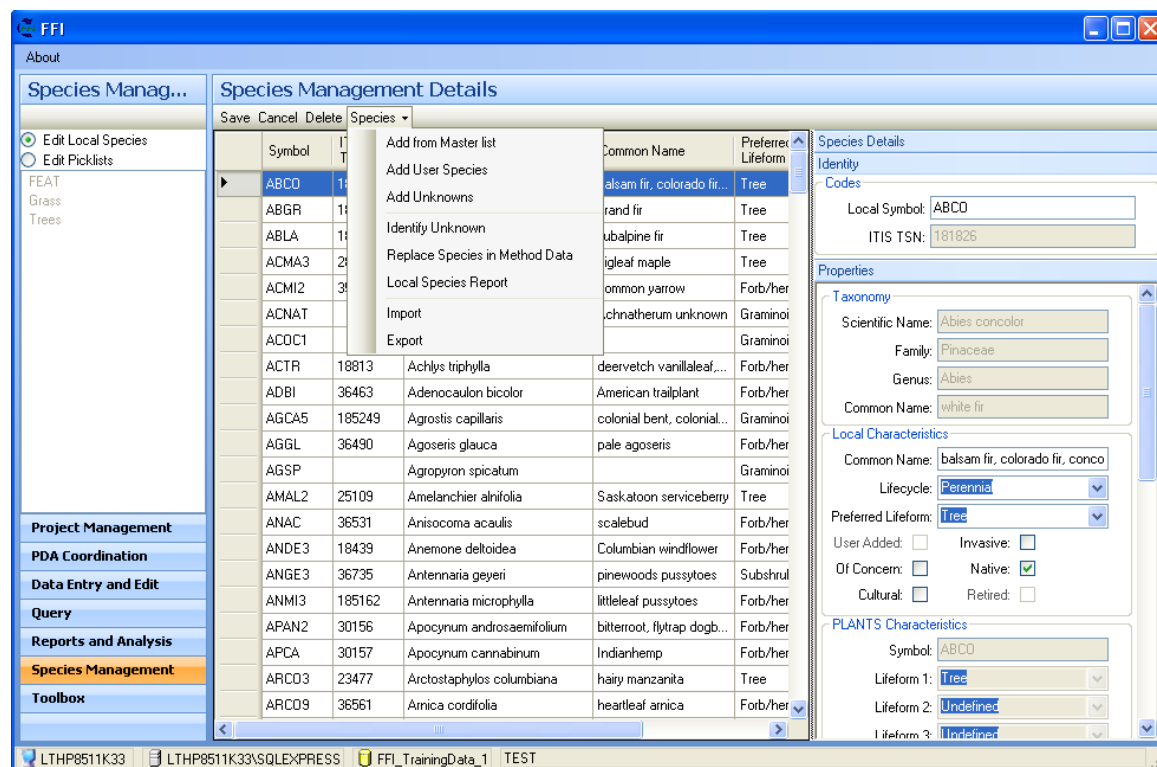 FFI
About
Species Manag...
Species Management Details
Save Cancel Delete Species
Edit Local Species
Edit Picklists
FEAT
Grass
Trees
Add from Master list
Add User Species
Add Unknowns
Identify Unknown
Replace Species in Method Data
Local Species Report
Import
Export
Symbol Common Name Preferred Lifeform
ABCO alsam fir, colorado fir... Tree
ABGR rand fir Tree
ABLA ubalpine fir Tree
ACMA3 igleaf maple Tree
ACMI2 ommon yarrow Forb/her
ACNAT chnatherum unknown Graminoi
ACOC1 Graminoi
ACTR 18813 Achlys triphylla deervetch vanillaleaf,... Forb/her
ADBI 36463 Adenocaulon bicolor American trailplant Forb/her
AGCA5 185249 Agrostis capillaris colonial bent, colonial... Graminoi
AGGL 36490 Agoseris glauca pale agoseris Forb/her
AGSP Agropyron spicatum Graminoi
AMAL2 25109 Amelanchier alnifolia Saskatoon serviceberry Tree
ANAC 36531 Anisocoma acaulis scalebud Forb/her
ANDE3 18439 Anemone deltoidea Columbian windflower Forb/her
ANGE3 36735 Antennaria geyeri pinewoods pussytoes Subshrul
ANMI3 185162 Antennaria microphylla littleleaf pussytoes Forb/her
APAN2 30156 Apocynum androsaemifolium bitterroot, flytrap dogb... Forb/her
APCA 30157 Apocynum cannabinum Indianhemp Forb/her
ARCO3 23477 Arctostaphylos columbiana hairy manzanita Tree
ARCO9 36561 Arnica cordifolia heartleaf arnica Forb/her
Species Details
Identity
Codes
Local Symbol: ABCO
ITIS TSN: 181826
Properties
Taxonomy
Scientific Name: Abies concolor
Family: Pinaceae
Genus: Abies
Common Name: white fir
Local Characteristics
Common Name: balsam fir, colorado fir, conco
Lifecycle: Perennial
Preferred Lifeform: Tree
User Added: Invasive:
Of Concern: Native:
Cultural: Retired:
PLANTS Characteristics
Symbol: ABCO
Lifeform 1: Tree
Lifeform 2: Undefined
Lifeform 3: Undefined
Project Management
PDA Coordination
Data Entry and Edit
Query
Reports and Analysis
Species Management
Toolbox
LTHP8511K33 LTHP8511K33\SQLEXPRESS FFI_TrainingData_1 TEST